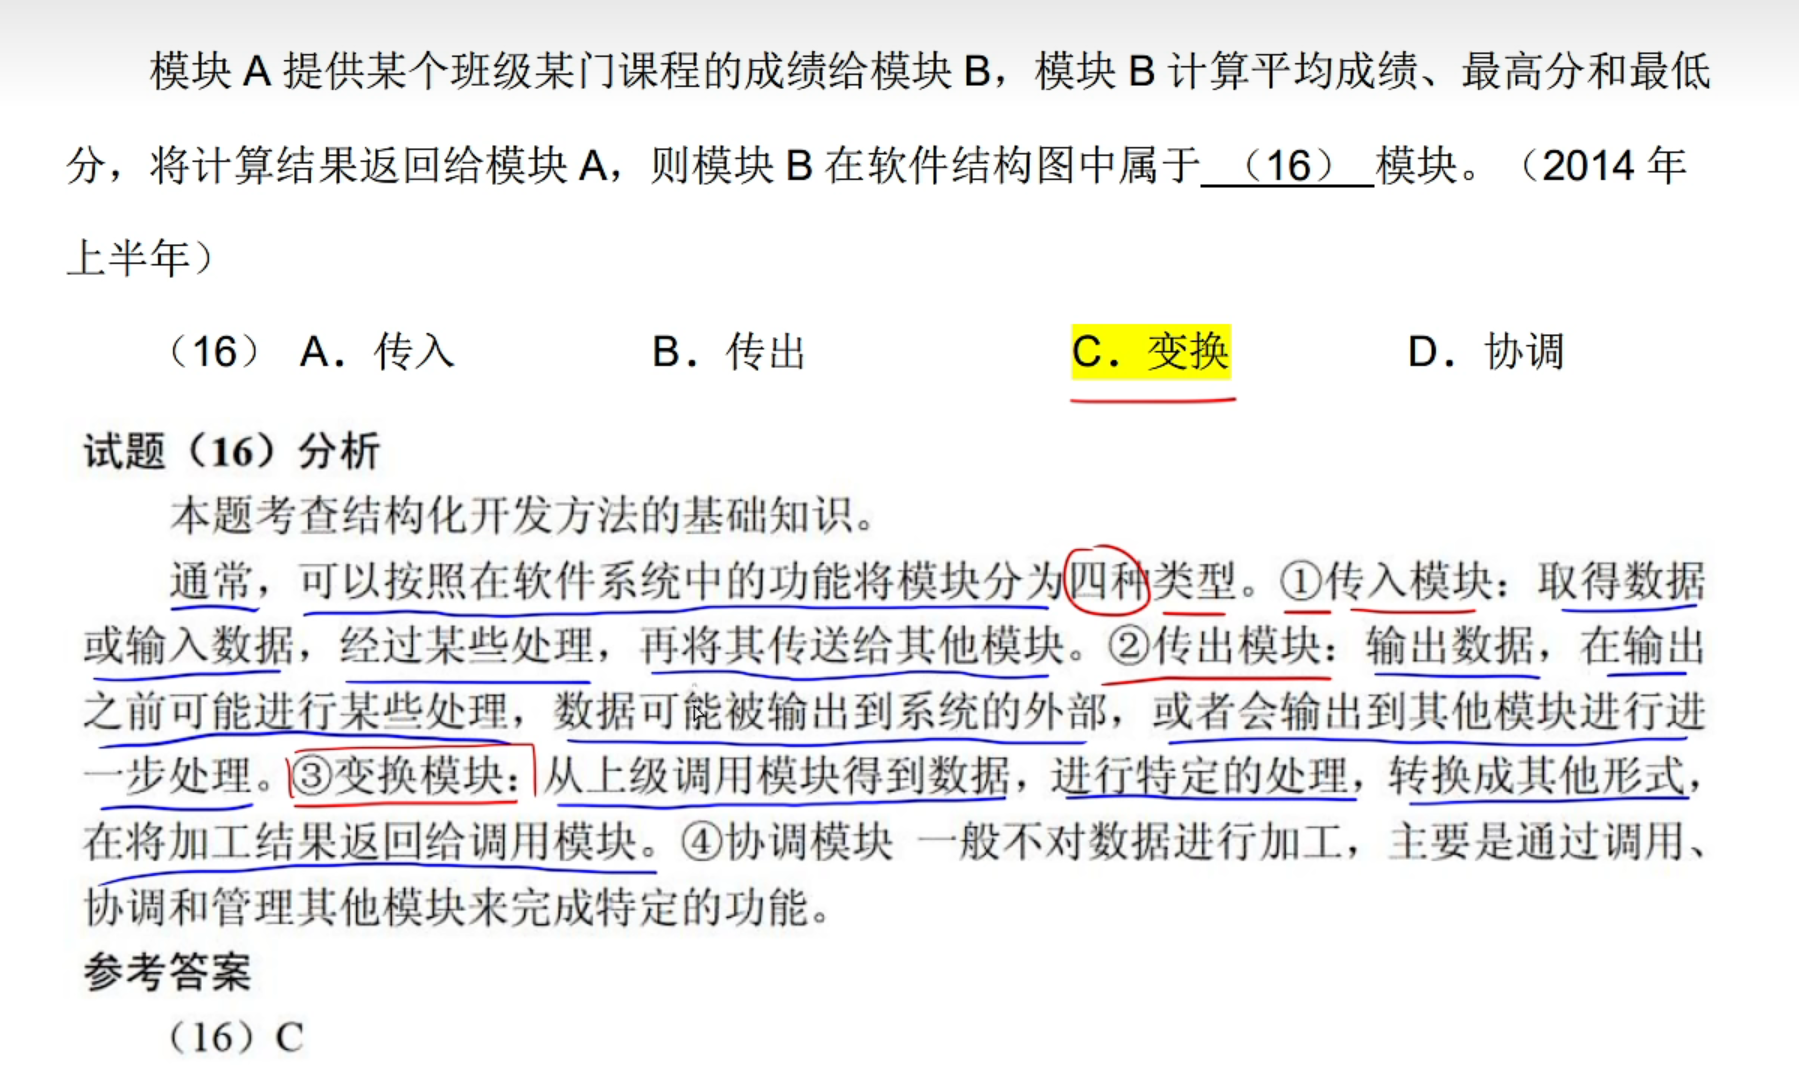 模块 A 提供某个班级某门课程的成绩给模块 B，模块 B 计算平均成绩、最高分和最低
分，将计算结果返回给模块 A，则模块 B 在软件结构图中属于 （16） 模块。（2014 年
上半年）
（16） A．传入 B．传出 C．变换 D．协调
试题（16）分析
本题考查结构化开发方法的基础知识。
通常，可以按照在软件系统中的功能将模块分为四种类型。①传入模块：取得数据
或输入数据，经过某些处理，再将其传送给其他模块。②传出模块：输出数据，在输出
之前可能进行某些处理，数据可能被输出到系统的外部，或者会输出到其他模块进行进
一步处理。③变换模块：从上级调用模块得到数据，进行特定的处理，转换成其他形式，
在将加工结果返回给调用模块。④协调模块 一般不对数据进行加工，主要是通过调用、
协调和管理其他模块来完成特定的功能。
参考答案
（16）C